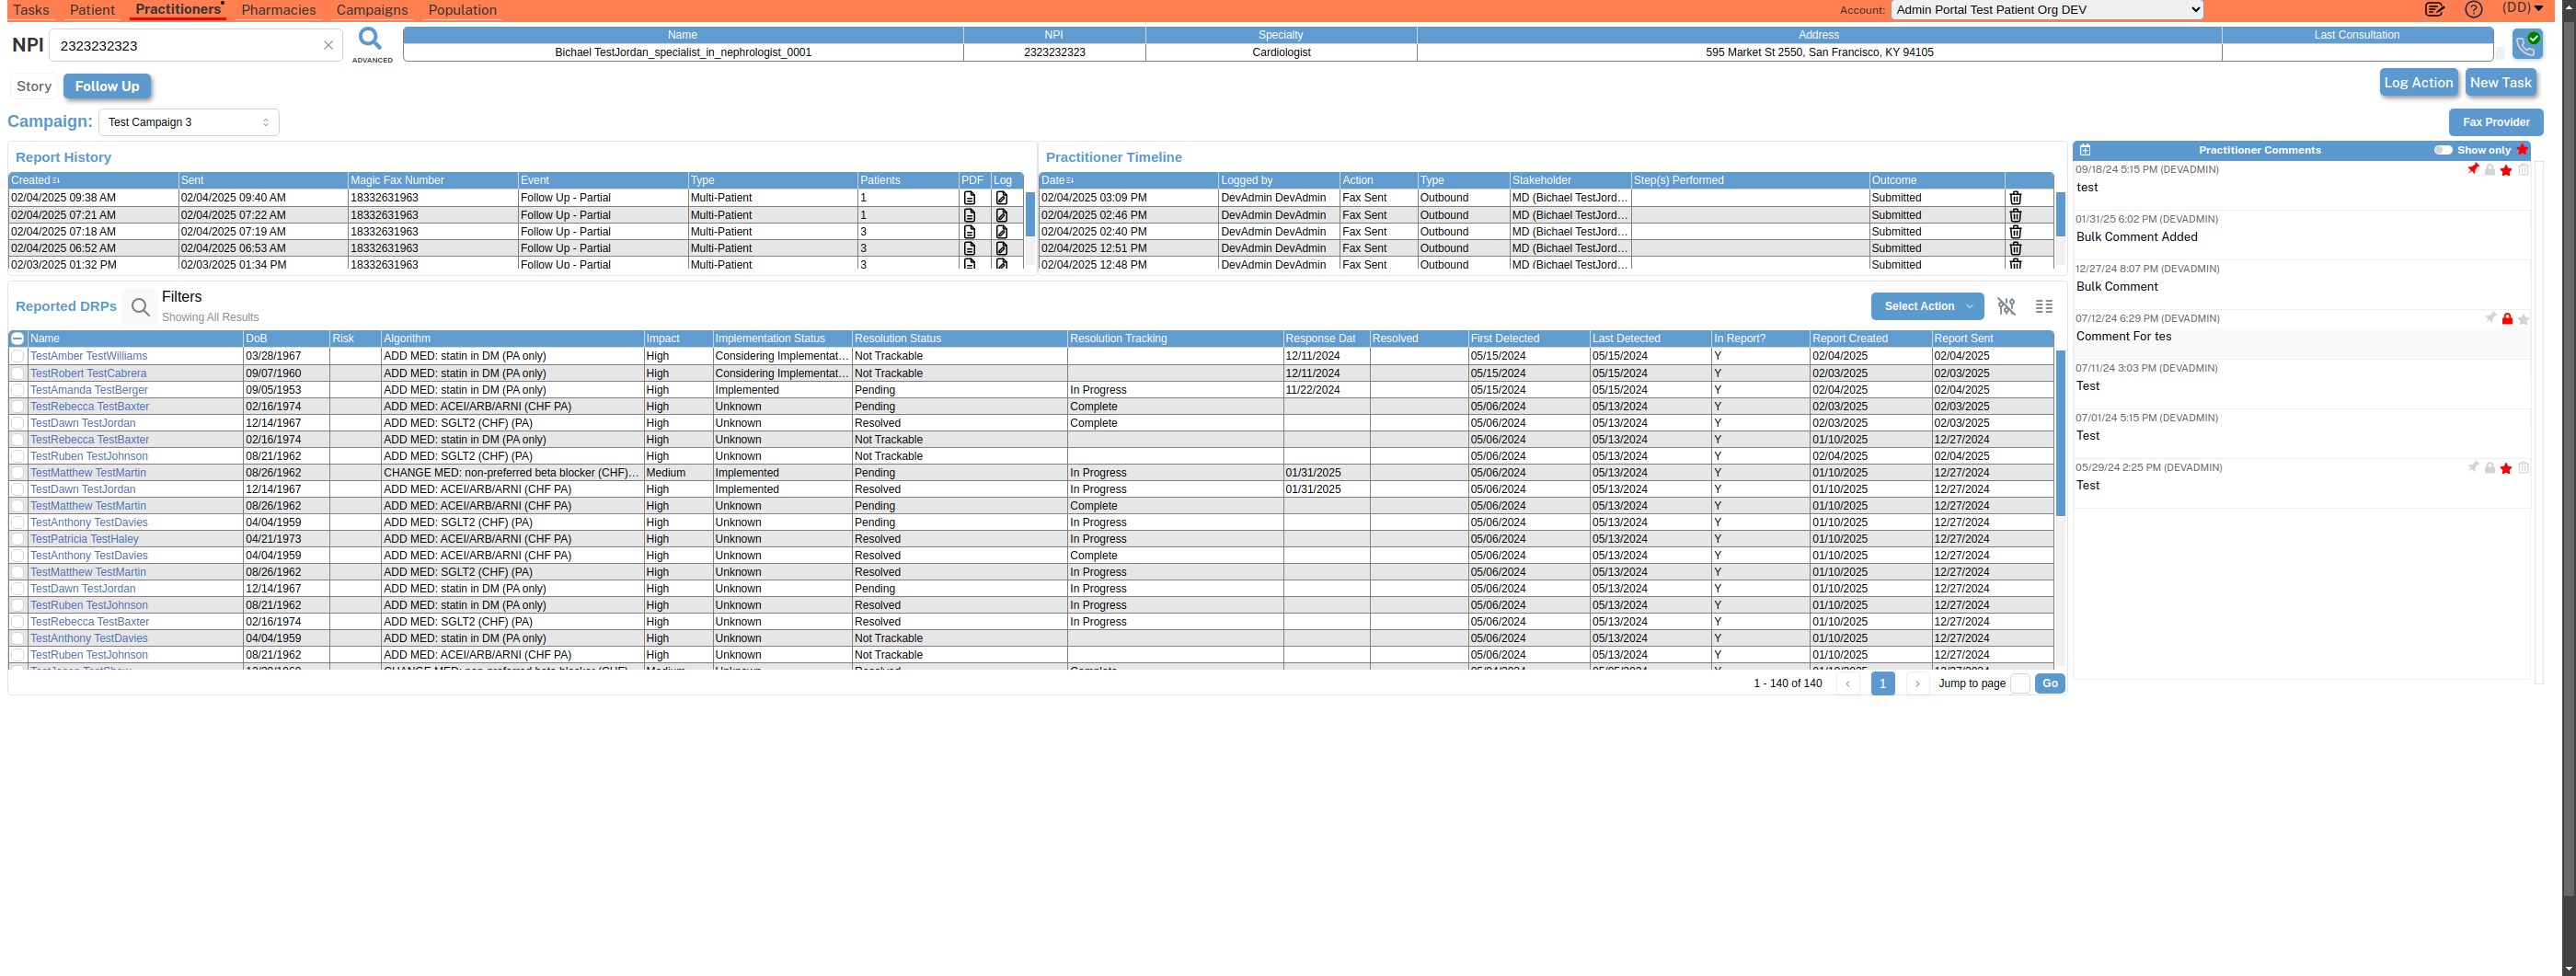 Tasks Patient Practitioners Pharmacies Campaigns Population Account: Admin Portal Test Patient Org DEV (DD)
NPI 2323232323 ADVANCED
Name NPI Specialty Address Last Consultation
Bichael TestJordan_specialist_in_nephrologist_0001 2323232323 Cardiologist 595 Market St 2550, San Francisco, KY 94105
Story Follow Up Log Action New Task
Campaign: Test Campaign 3 Fax Provider
Report History
Created Sent Magic Fax Number Event Type Patients PDF Log
02/04/2025 09:38 AM 02/04/2025 09:40 AM 18332631963 Follow Up - Partial Multi-Patient 1
02/04/2025 07:21 AM 02/04/2025 07:22 AM 18332631963 Follow Up - Partial Multi-Patient 1
02/04/2025 07:18 AM 02/04/2025 07:19 AM 18332631963 Follow Up - Partial Multi-Patient 3
02/04/2025 06:52 AM 02/04/2025 06:53 AM 18332631963 Follow Up - Partial Multi-Patient 3
02/03/2025 01:32 PM 02/03/2025 01:34 PM 18332631963 Follow Up - Partial Multi-Patient 3
Practitioner Timeline
Date Logged by Action Type Stakeholder Step(s) Performed Outcome
02/04/2025 03:09 PM DevAdmin DevAdmin Fax Sent Outbound MD (Bichael TestJord... Submitted
02/04/2025 02:46 PM DevAdmin DevAdmin Fax Sent Outbound MD (Bichael TestJord... Submitted
02/04/2025 02:40 PM DevAdmin DevAdmin Fax Sent Outbound MD (Bichael TestJord... Submitted
02/04/2025 12:51 PM DevAdmin DevAdmin Fax Sent Outbound MD (Bichael TestJord... Submitted
02/04/2025 12:48 PM DevAdmin DevAdmin Fax Sent Outbound MD (Bichael TestJord... Submitted
Practitioner Comments Show only
09/18/24 5:15 PM (DEVADMIN)
test
01/31/25 6:02 PM (DEVADMIN)
Bulk Comment Added
12/27/24 8:07 PM (DEVADMIN)
Bulk Comment
07/12/24 6:29 PM (DEVADMIN)
Comment For tes
07/11/24 3:03 PM (DEVADMIN)
Test
07/01/24 5:15 PM (DEVADMIN)
Test
05/29/24 2:25 PM (DEVADMIN)
Test
Reported DRPs Filters Select Action
Showing All Results
Name DoB Risk Algorithm Impact Implementation Status Resolution Status Resolution Tracking Response Dat Resolved First Detected Last Detected In Report? Report Created Report Sent
TestAmber TestWilliams 03/28/1967 ADD MED: statin in DM (PA only) High Considering Implementat... Not Trackable 12/11/2024 05/15/2024 05/15/2024 Y 02/04/2025 02/04/2025
TestRobert TestCabrera 09/07/1960 ADD MED: statin in DM (PA only) High Considering Implementat... Not Trackable 12/11/2024 05/15/2024 05/15/2024 Y 02/03/2025 02/03/2025
TestAmanda TestBerger 09/05/1953 ADD MED: statin in DM (PA only) High Implemented Pending In Progress 11/22/2024 05/15/2024 05/15/2024 Y 02/04/2025 02/04/2025
TestRebecca TestBaxter 02/16/1974 ADD MED: ACEI/ARB/ARNI (CHF PA) High Unknown Pending Complete 05/06/2024 05/13/2024 Y 02/03/2025 02/03/2025
TestDawn TestJordan 12/14/1967 ADD MED: SGLT2 (CHF) (PA) High Unknown Resolved Complete 05/06/2024 05/13/2024 Y 02/03/2025 02/03/2025
TestRebecca TestBaxter 02/16/1974 ADD MED: statin in DM (PA only) High Unknown Not Trackable 05/06/2024 05/13/2024 Y 01/10/2025 12/27/2024
TestRuben TestJohnson 08/21/1962 ADD MED: SGLT2 (CHF) (PA) High Unknown Not Trackable 05/06/2024 05/13/2024 Y 02/04/2025 02/04/2025
TestMatthew TestMartin 08/26/1962 CHANGE MED: non-preferred beta blocker (CHF)... Medium Implemented Pending In Progress 01/31/2025 05/06/2024 05/13/2024 Y 01/10/2025 12/27/2024
TestDawn TestJordan 12/14/1967 ADD MED: ACEI/ARB/ARNI (CHF PA) High Implemented Resolved In Progress 01/31/2025 05/06/2024 05/13/2024 Y 01/10/2025 12/27/2024
TestMatthew TestMartin 08/26/1962 ADD MED: ACEI/ARB/ARNI (CHF PA) High Unknown Pending Complete 05/06/2024 05/13/2024 Y 01/10/2025 12/27/2024
TestAnthony TestDavies 04/04/1959 ADD MED: SGLT2 (CHF) (PA) High Unknown Pending In Progress 05/06/2024 05/13/2024 Y 01/10/2025 12/27/2024
TestPatricia TestHaley 04/21/1973 ADD MED: ACEI/ARB/ARNI (CHF PA) High Unknown Resolved In Progress 05/06/2024 05/13/2024 Y 01/10/2025 12/27/2024
TestAnthony TestDavies 04/04/1959 ADD MED: ACEI/ARB/ARNI (CHF PA) High Unknown Resolved Complete 05/06/2024 05/13/2024 Y 01/10/2025 12/27/2024
TestMatthew TestMartin 08/26/1962 ADD MED: SGLT2 (CHF) (PA) High Unknown Resolved In Progress 05/06/2024 05/13/2024 Y 01/10/2025 12/27/2024
TestDawn TestJordan 12/14/1967 ADD MED: statin in DM (PA only) High Unknown Pending In Progress 05/06/2024 05/13/2024 Y 01/10/2025 12/27/2024
TestRuben TestJohnson 08/21/1962 ADD MED: statin in DM (PA only) High Unknown Resolved In Progress 05/06/2024 05/13/2024 Y 01/10/2025 12/27/2024
TestRebecca TestBaxter 02/16/1974 ADD MED: SGLT2 (CHF) (PA) High Unknown Resolved In Progress 05/06/2024 05/13/2024 Y 01/10/2025 12/27/2024
TestAnthony TestDavies 04/04/1959 ADD MED: statin in DM (PA only) High Unknown Not Trackable 05/06/2024 05/13/2024 Y 01/10/2025 12/27/2024
TestRuben TestJohnson 08/21/1962 ADD MED: ACEI/ARB/ARNI (CHF PA) High Unknown Not Trackable 05/06/2024 05/13/2024 Y 01/10/2025 12/27/2024
1 - 140 of 140 1 Jump to page Go